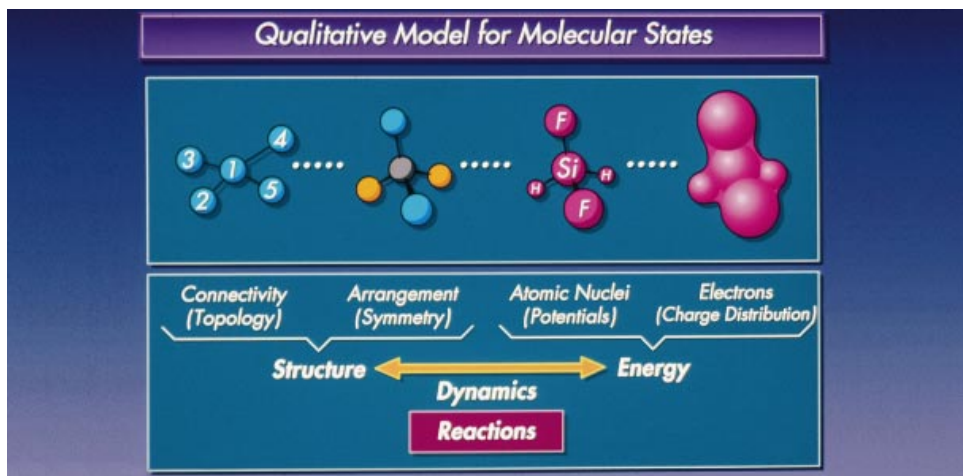 Qualitative Model for Molecular States
3 1 4
2 5
F
H Si H
F
Connectivity Arrangement Atomic Nuclei Electrons
(Topology) (Symmetry) (Potentials) (Charge Distribution)
Structure Energy
Dynamics
Reactions